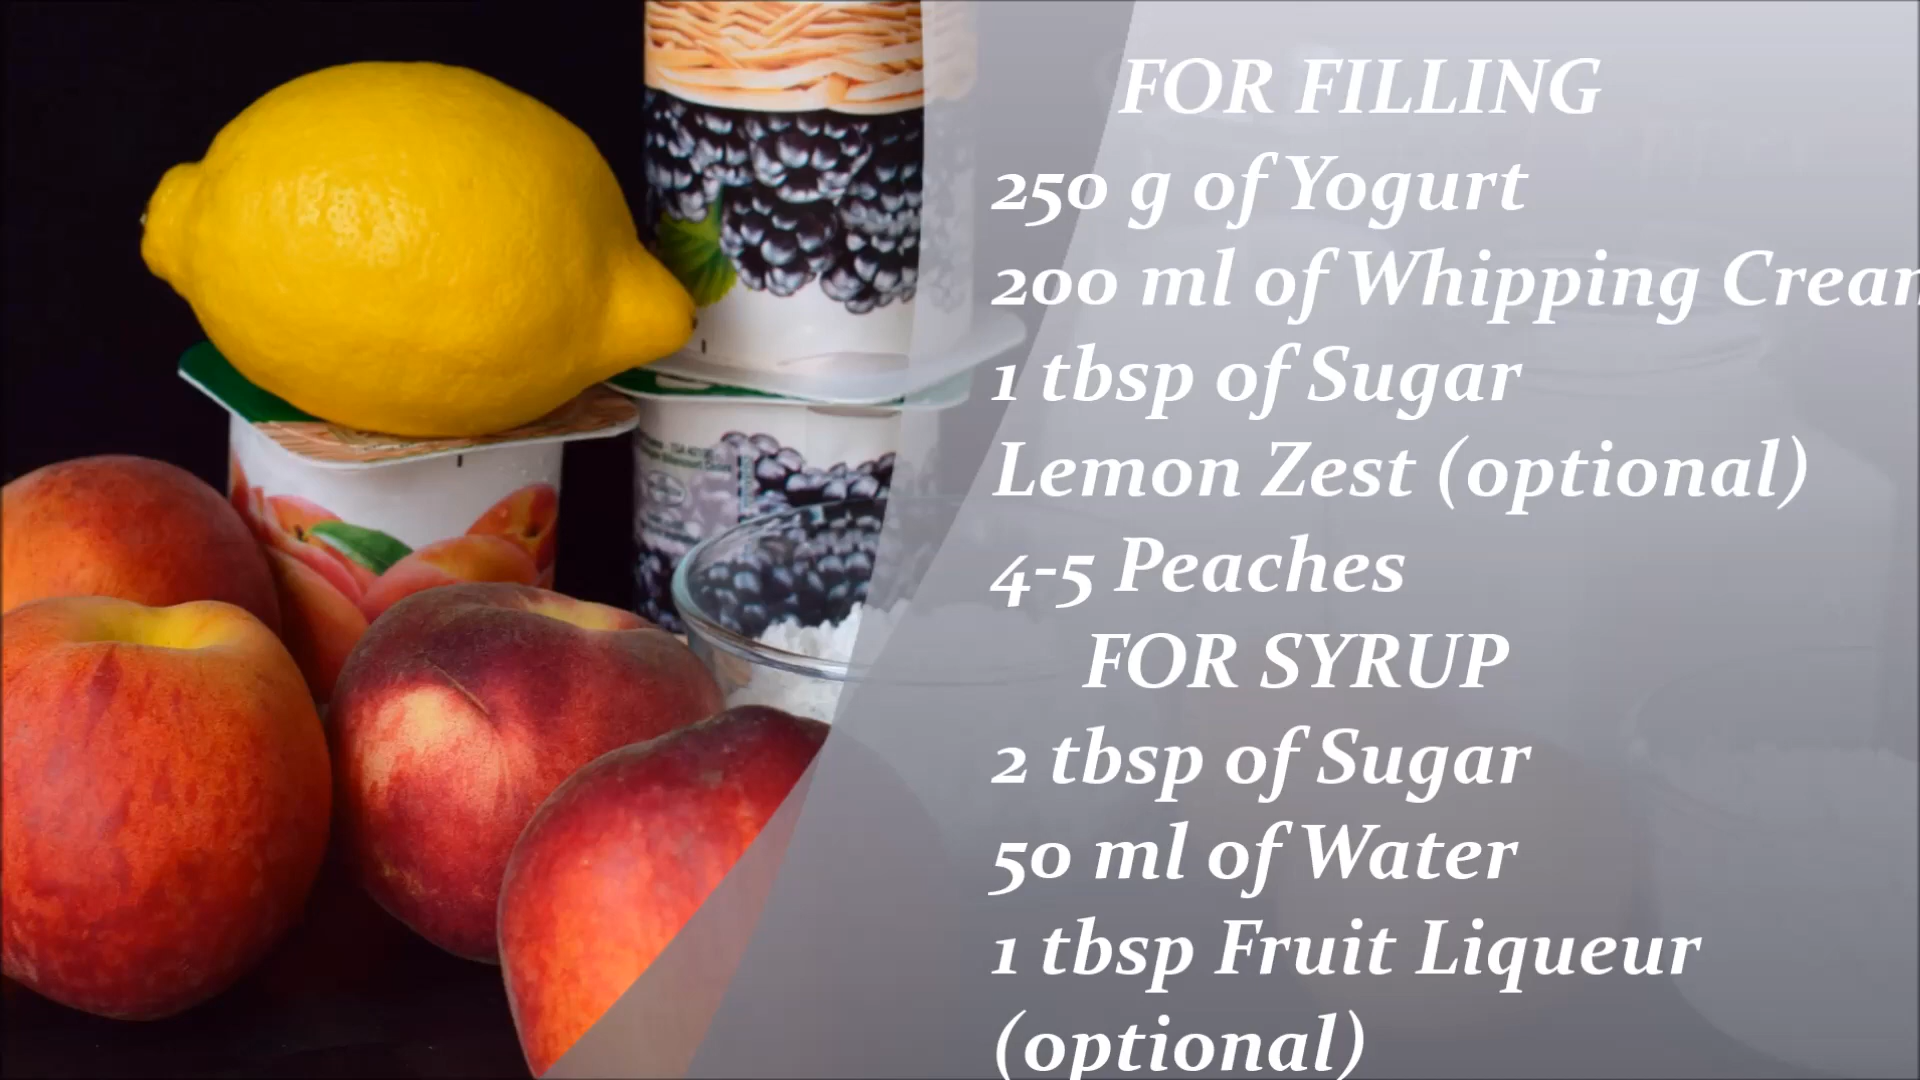 FOR FILLING
250 g of Yogurt
200 ml of Whipping Crea
1 tbsp of Sugar
Lemon Zest (optional)
4-5 Peaches
FOR SYRUP
2 tbsp of Sugar
50 ml of Water
1 tbsp Fruit Liqueur
(optional)